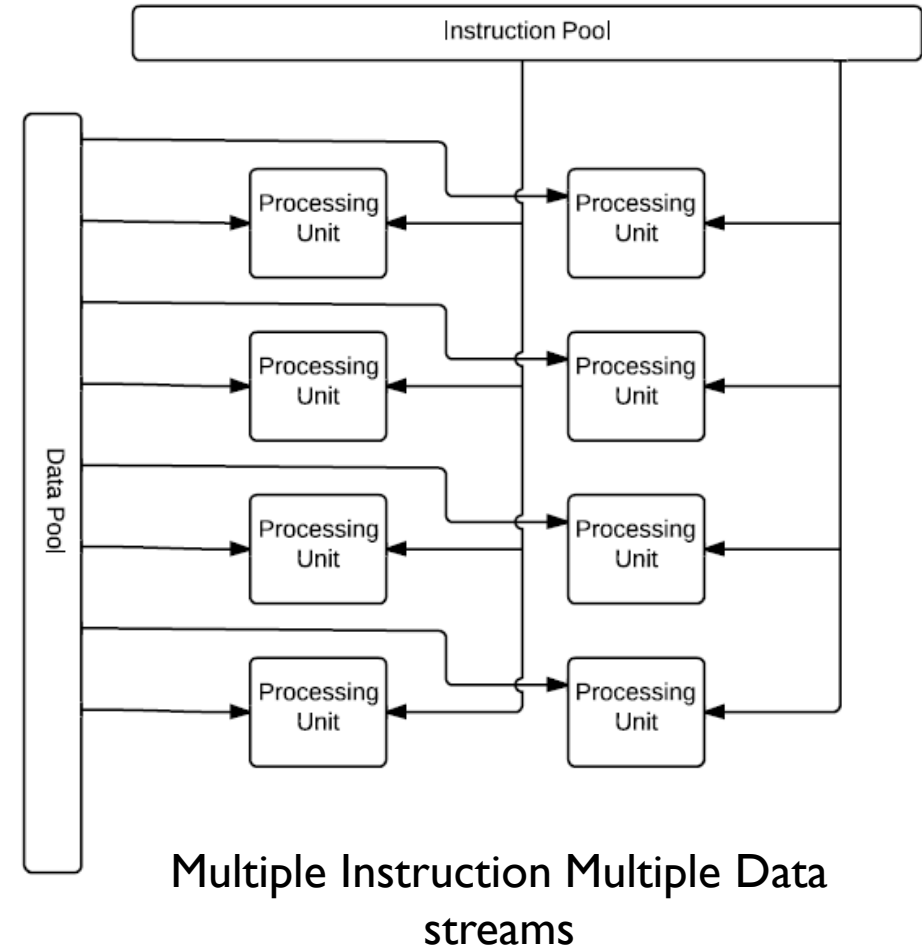 Instruction Pool
Processing
Unit
Processing
Unit
Processing
Unit
Processing
Unit
Data Pool
Processing
Unit
Processing
Unit
Processing
Unit
Processing
Unit
Multiple Instruction Multiple Data
streams